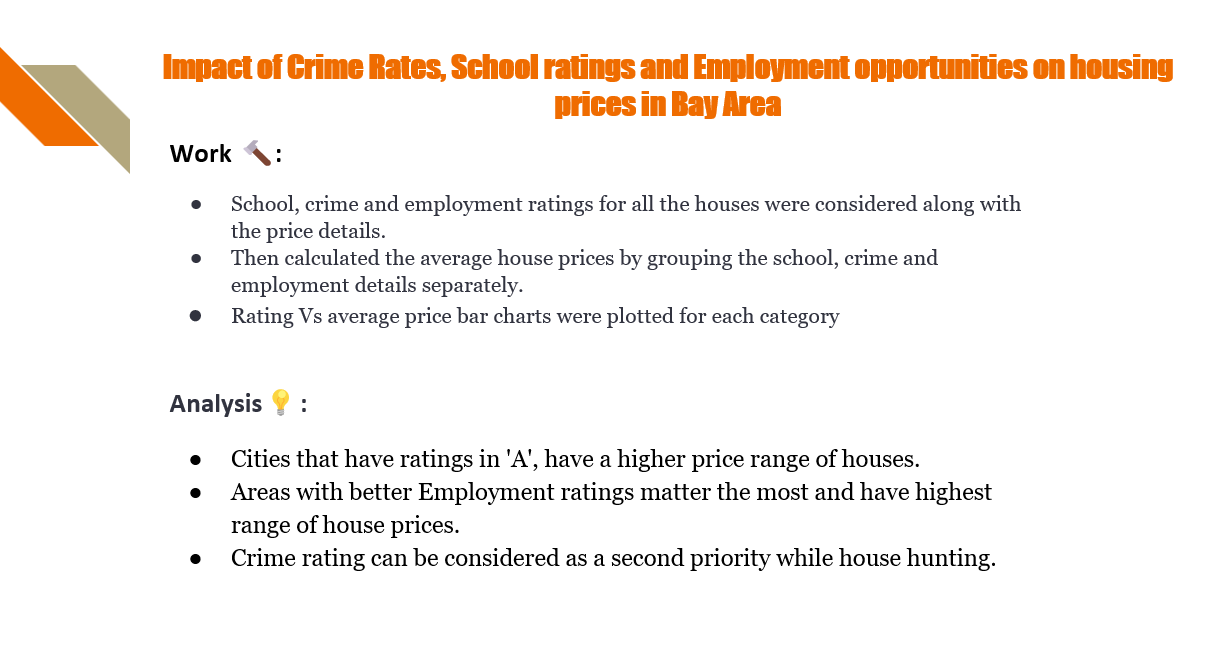 Impact of Crime Rates, School ratings and Employment opportunities on housing
prices in Bay Area
Work 🔨 :
● School, crime and employment ratings for all the houses were considered along with
the price details.
● Then calculated the average house prices by grouping the school, crime and
employment details separately.
● Rating Vs average price bar charts were plotted for each category
Analysis 💡 :
● Cities that have ratings in 'A', have a higher price range of houses.
● Areas with better Employment ratings matter the most and have highest
range of house prices.
● Crime rating can be considered as a second priority while house hunting.